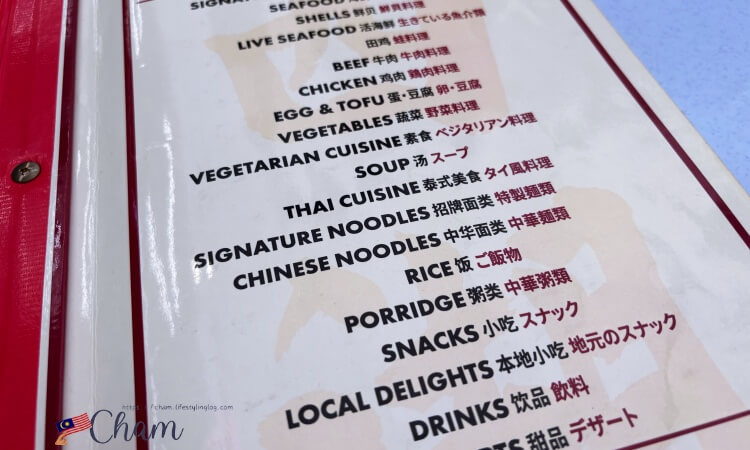 SIGNAT
SEAFOOD
SHELLS 鲜贝 鮮貝料理
LIVE SEAFOOD 活海鲜 生きている魚介類
田鸡 蛙料理
BEEF 牛肉 牛肉料理
CHICKEN 鸡肉 鶏肉料理
EGG & TOFU 蛋・豆腐 卵・豆腐
VEGETABLES 蔬菜 野菜料理
VEGETARIAN CUISINE 素食 ベジタリアン料理
SOUP 汤 スープ
THAI CUISINE 泰式美食 タイ風料理
SIGNATURE NOODLES 招牌面类 特製麺類
CHINESE NOODLES 中华面类 中華麺類
RICE 饭 ご飯物
PORRIDGE 粥类 中華粥類
SNACKS 小吃 スナック
LOCAL DELIGHTS 本地小吃 地元のスナック
DRINKS 饮品 飲料
RTS 甜品 デザート
cham.lifestylinglog.com
Cham